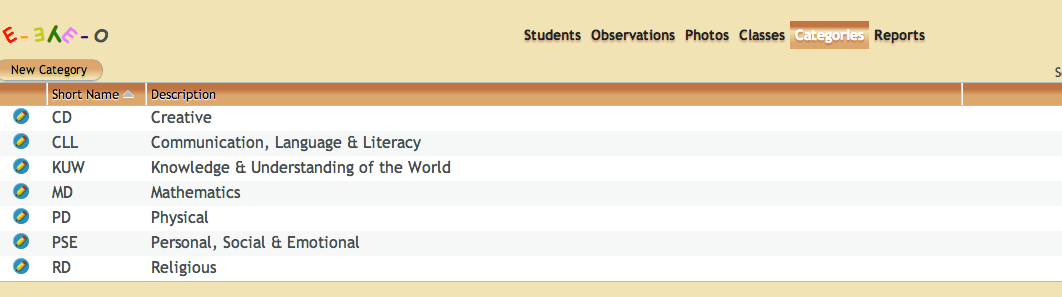 E-EYE-O
Students Observations Photos Classes Categories Reports
New Category
Short Name Description
CD Creative
CLL Communication, Language & Literacy
KUW Knowledge & Understanding of the World
MD Mathematics
PD Physical
PSE Personal, Social & Emotional
RD Religious